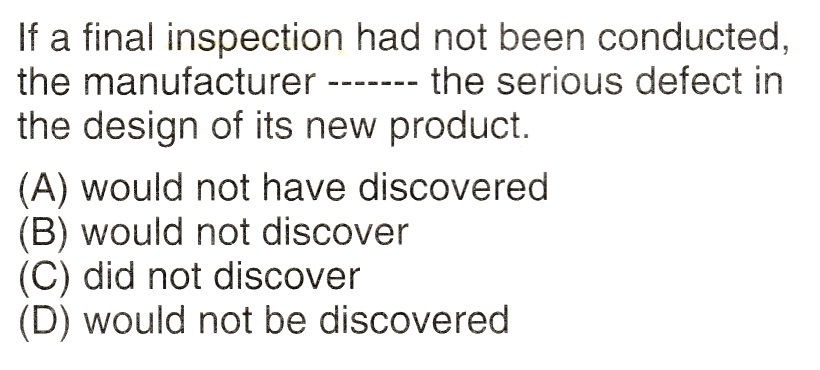 If a final inspection had not been conducted,
the manufacturer ------- the serious defect in
the design of its new product.
(A) would not have discovered
(B) would not discover
(C) did not discover
(D) would not be discovered